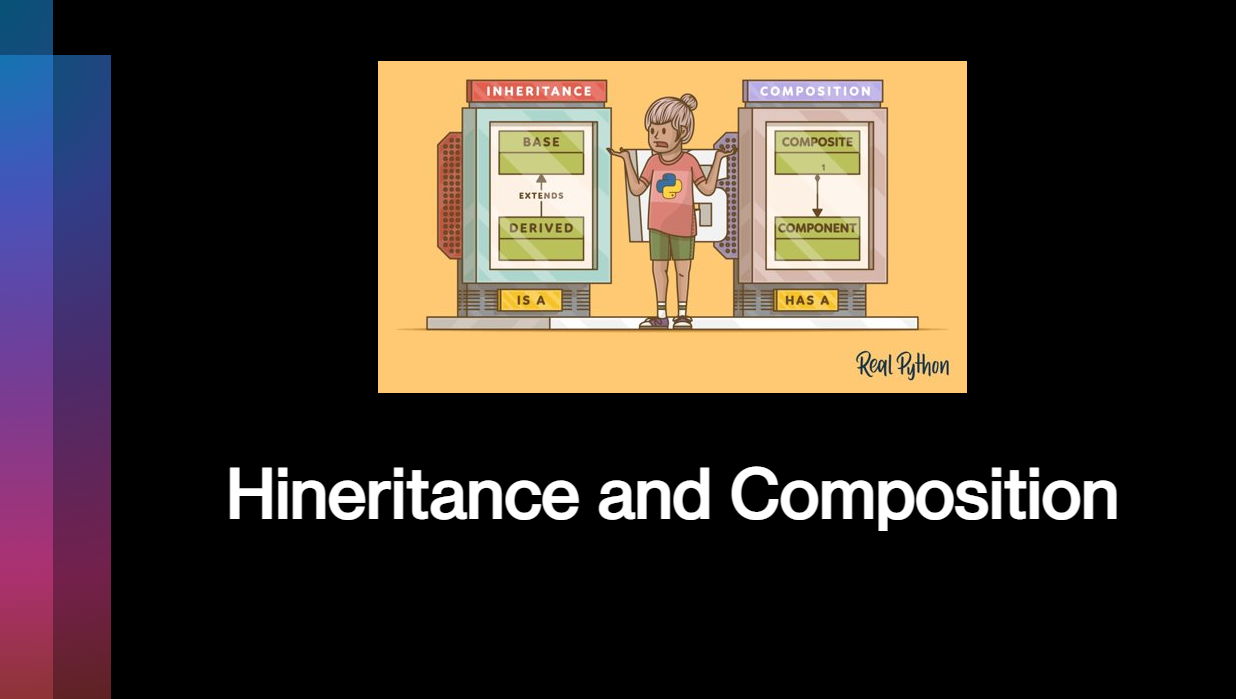 INHERITANCE
BASE
EXTENDS
DERIVED
IS A
COMPOSITION
COMPOSITE
1
COMPONENT
HAS A
Real Python
Hineritance and Composition